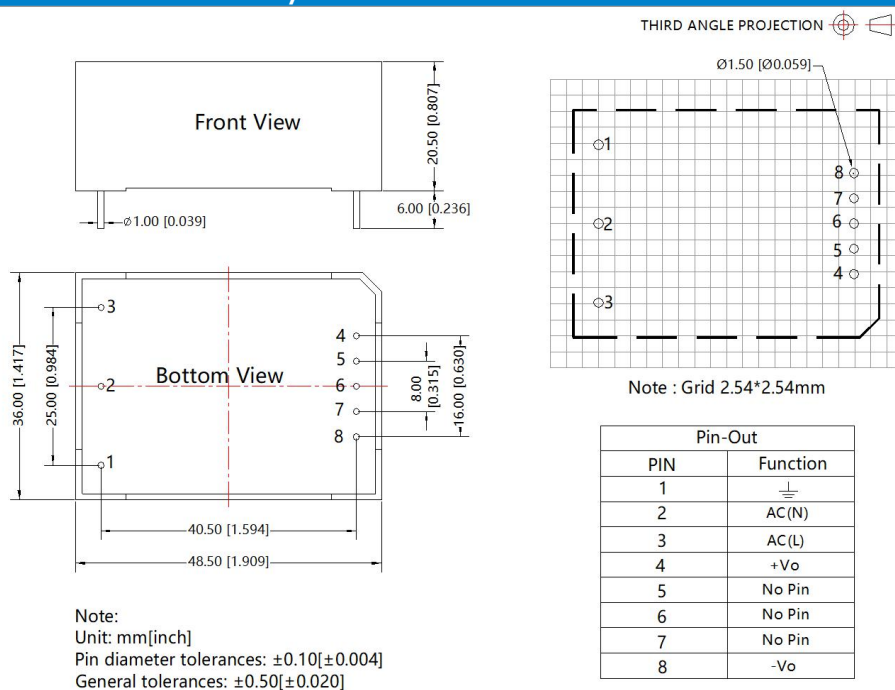 THIRD ANGLE PROJECTION
Front View
20.50 [0.807]
6.00 [0.236]
⌀1.00 [0.039]
Ø1.50 [Ø0.059]
1
8
7
2
6
5
4
3
Note : Grid 2.54*2.54mm
3
4
5
Bottom View
2
6
7
8
1
36.00 [1.417]
25.00 [0.984]
8.00
[0.315]
16.00 [0.630]
40.50 [1.594]
48.50 [1.909]
Pin-Out
PIN Function
1
2 AC(N)
3 AC(L)
4 +Vo
5 No Pin
6 No Pin
7 No Pin
8 -Vo
Note:
Unit: mm[inch]
Pin diameter tolerances: ±0.10[±0.004]
General tolerances: ±0.50[±0.020]